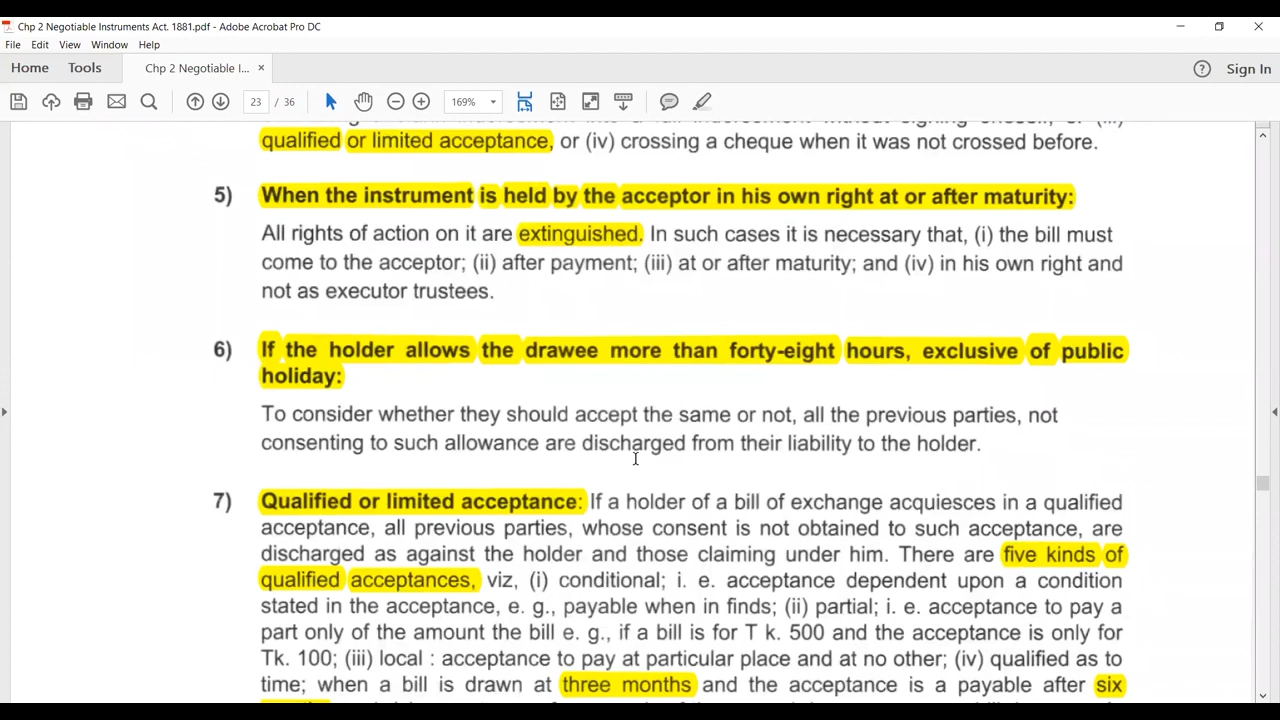 Chp 2 Negotiable Instruments Act. 1881.pdf - Adobe Acrobat Pro DC
File Edit View Window Help
Home Tools Chp 2 Negotiable I... × Sign In
23 / 36 169%
qualified or limited acceptance, or (iv) crossing a cheque when it was not crossed before.
5) When the instrument is held by the acceptor in his own right at or after maturity:
All rights of action on it are extinguished. In such cases it is necessary that, (i) the bill must
come to the acceptor; (ii) after payment; (iii) at or after maturity; and (iv) in his own right and
not as executor trustees.
6) If the holder allows the drawee more than forty-eight hours, exclusive of public
holiday:
To consider whether they should accept the same or not, all the previous parties, not
consenting to such allowance are discharged from their liability to the holder.
7) Qualified or limited acceptance: If a holder of a bill of exchange acquiesces in a qualified
acceptance, all previous parties, whose consent is not obtained to such acceptance, are
discharged as against the holder and those claiming under him. There are five kinds of
qualified acceptances, viz, (i) conditional; i. e. acceptance dependent upon a condition
stated in the acceptance, e. g., payable when in finds; (ii) partial; i. e. acceptance to pay a
part only of the amount the bill e. g., if a bill is for T k. 500 and the acceptance is only for
Tk. 100; (iii) local : acceptance to pay at particular place and at no other; (iv) qualified as to
time; when a bill is drawn at three months and the acceptance is a payable after six